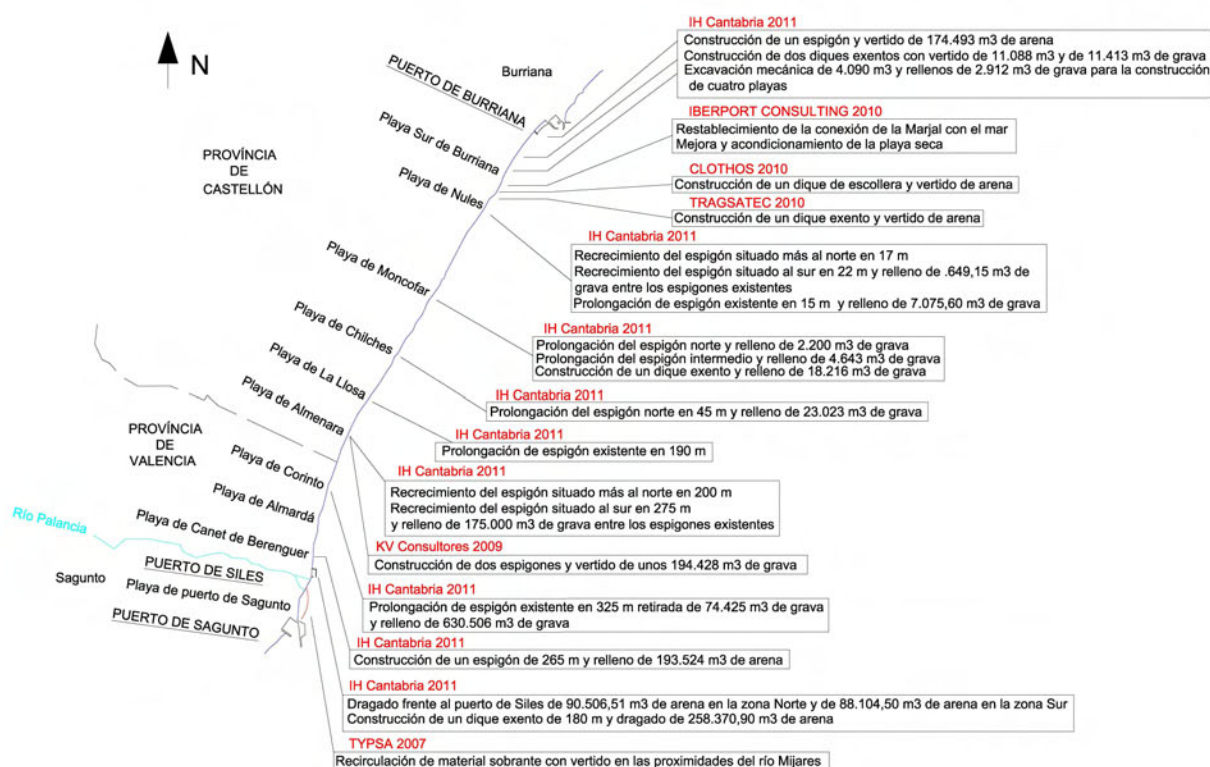 N
PUERTO DE BURRIANA
Burriana
Playa Sur de Burriana
Playa de Nules
PROVÍNCIA
DE
CASTELLÓN
Playa de Moncofar
Playa de Chilches
Playa de La Llosa
Playa de Almenara
PROVÍNCIA
DE
VALENCIA
Playa de Corinto
Playa de Almardá
Río Palancia
Playa de Canet de Berenguer
PUERTO DE SILES
Sagunto
Playa de puerto de Sagunto
PUERTO DE SAGUNTO
IH Cantabria 2011
Construcción de un espigón y vertido de 174.493 m3 de arena
Construcción de dos diques exentos con vertido de 11.088 m3 y de 11.413 m3 de grava
Excavación mecánica de 4.090 m3 y rellenos de 2.912 m3 de grava para la construcción
de cuatro playas
IBERPORT CONSULTING 2010
Restablecimiento de la conexión de la Marjal con el mar
Mejora y acondicionamiento de la playa seca
CLOTHOS 2010
Construcción de un dique de escollera y vertido de arena
TRAGSATEC 2010
Construcción de un dique exento y vertido de arena
IH Cantabria 2011
Recrecimiento del espigón situado más al norte en 17 m
Recrecimiento del espigón situado al sur en 22 m y relleno de .649,15 m3 de
grava entre los espigones existentes
Prolongación de espigón existente en 15 m y relleno de 7.075,60 m3 de grava
IH Cantabria 2011
Prolongación del espigón norte y relleno de 2.200 m3 de grava
Prolongación del espigón intermedio y relleno de 4.643 m3 de grava
Construcción de un dique exento y relleno de 18.216 m3 de grava
IH Cantabria 2011
Prolongación del espigón norte en 45 m y relleno de 23.023 m3 de grava
IH Cantabria 2011
Prolongación de espigón existente en 190 m
IH Cantabria 2011
Recrecimiento del espigón situado más al norte en 200 m
Recrecimiento del espigón situado al sur en 275 m
y relleno de 175.000 m3 de grava entre los espigones existentes
KV Consultores 2009
Construcción de dos espigones y vertido de unos 194.428 m3 de grava
IH Cantabria 2011
Prolongación de espigón existente en 325 m retirada de 74.425 m3 de grava
y relleno de 630.506 m3 de grava
IH Cantabria 2011
Construcción de un espigón de 265 m y relleno de 193.524 m3 de arena
IH Cantabria 2011
Dragado frente al puerto de Siles de 90.506,51 m3 de arena en la zona Norte y de 88.104,50 m3 de arena en la zona Sur
Construcción de un dique exento de 180 m y dragado de 258.370,90 m3 de arena
TYPSA 2007
Recirculación de material sobrante con vertido en las proximidades del río Mijares